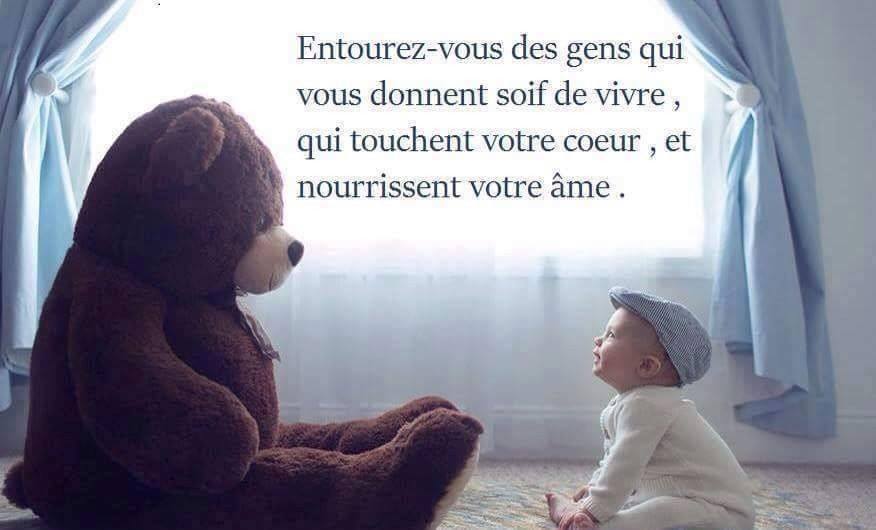 Entourez-vous des gens qui
vous donnent soif de vivre ,
qui touchent votre coeur , et
nourrissent votre âme .